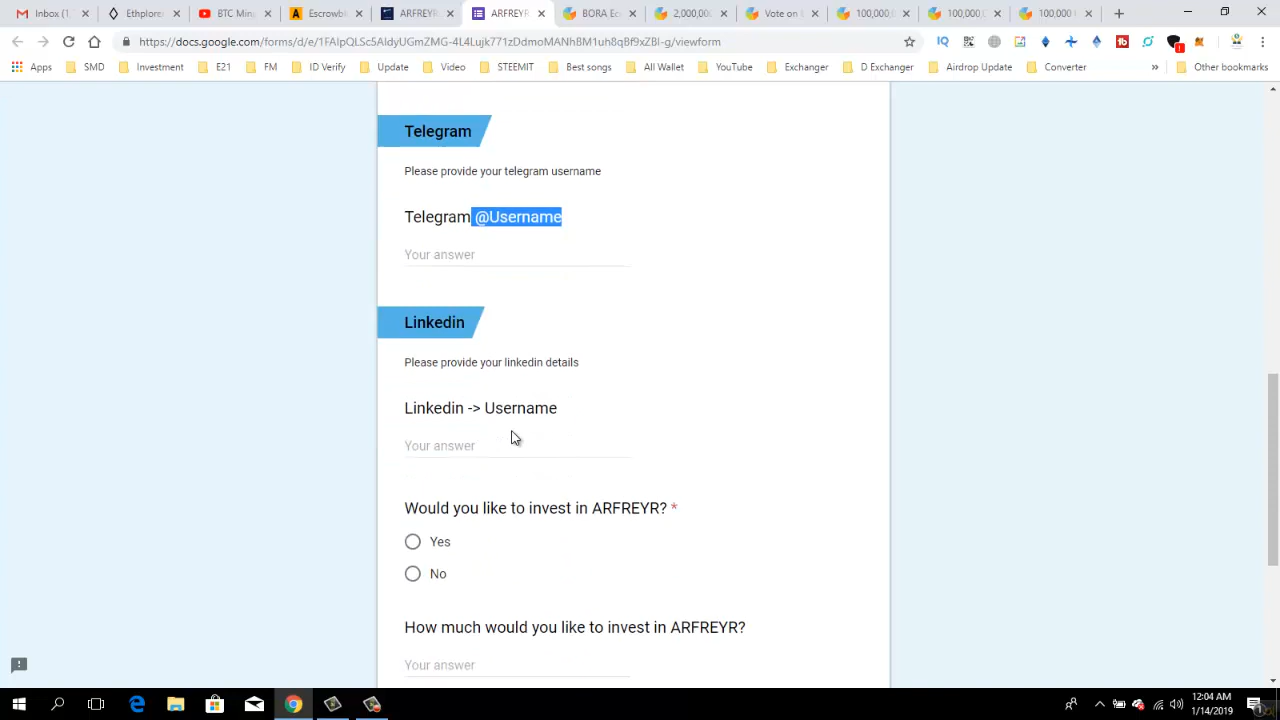 Inbox (1
Ethplorer
BTC Min
Escrowbit
ARFREYR
ARFREYR
BORA Ec
2,000,00
Vote on
100,000,
100,000,
100,000
https://docs.google.com/forms/d/e/1FAIpQLSc5AldyUGmZMG-4L4Lujk771zDdmoMANhBM1uh8qBf9xZBI-g/viewform
Apps
SMD
Investment
E21
FM
ID Verify
Update
Video
STEEMIT
Best songs
All Wallet
YouTube
Exchanger
D Exchanger
Airdrop Update
Converter
»
Other bookmarks
Telegram
Please provide your telegram username
Telegram @Username
Your answer
Linkedin
Please provide your linkedin details
Linkedin -> Username
Your answer
Would you like to invest in ARFREYR? *
Yes
No
How much would you like to invest in ARFREYR?
Your answer
12:04 AM
1/14/2019